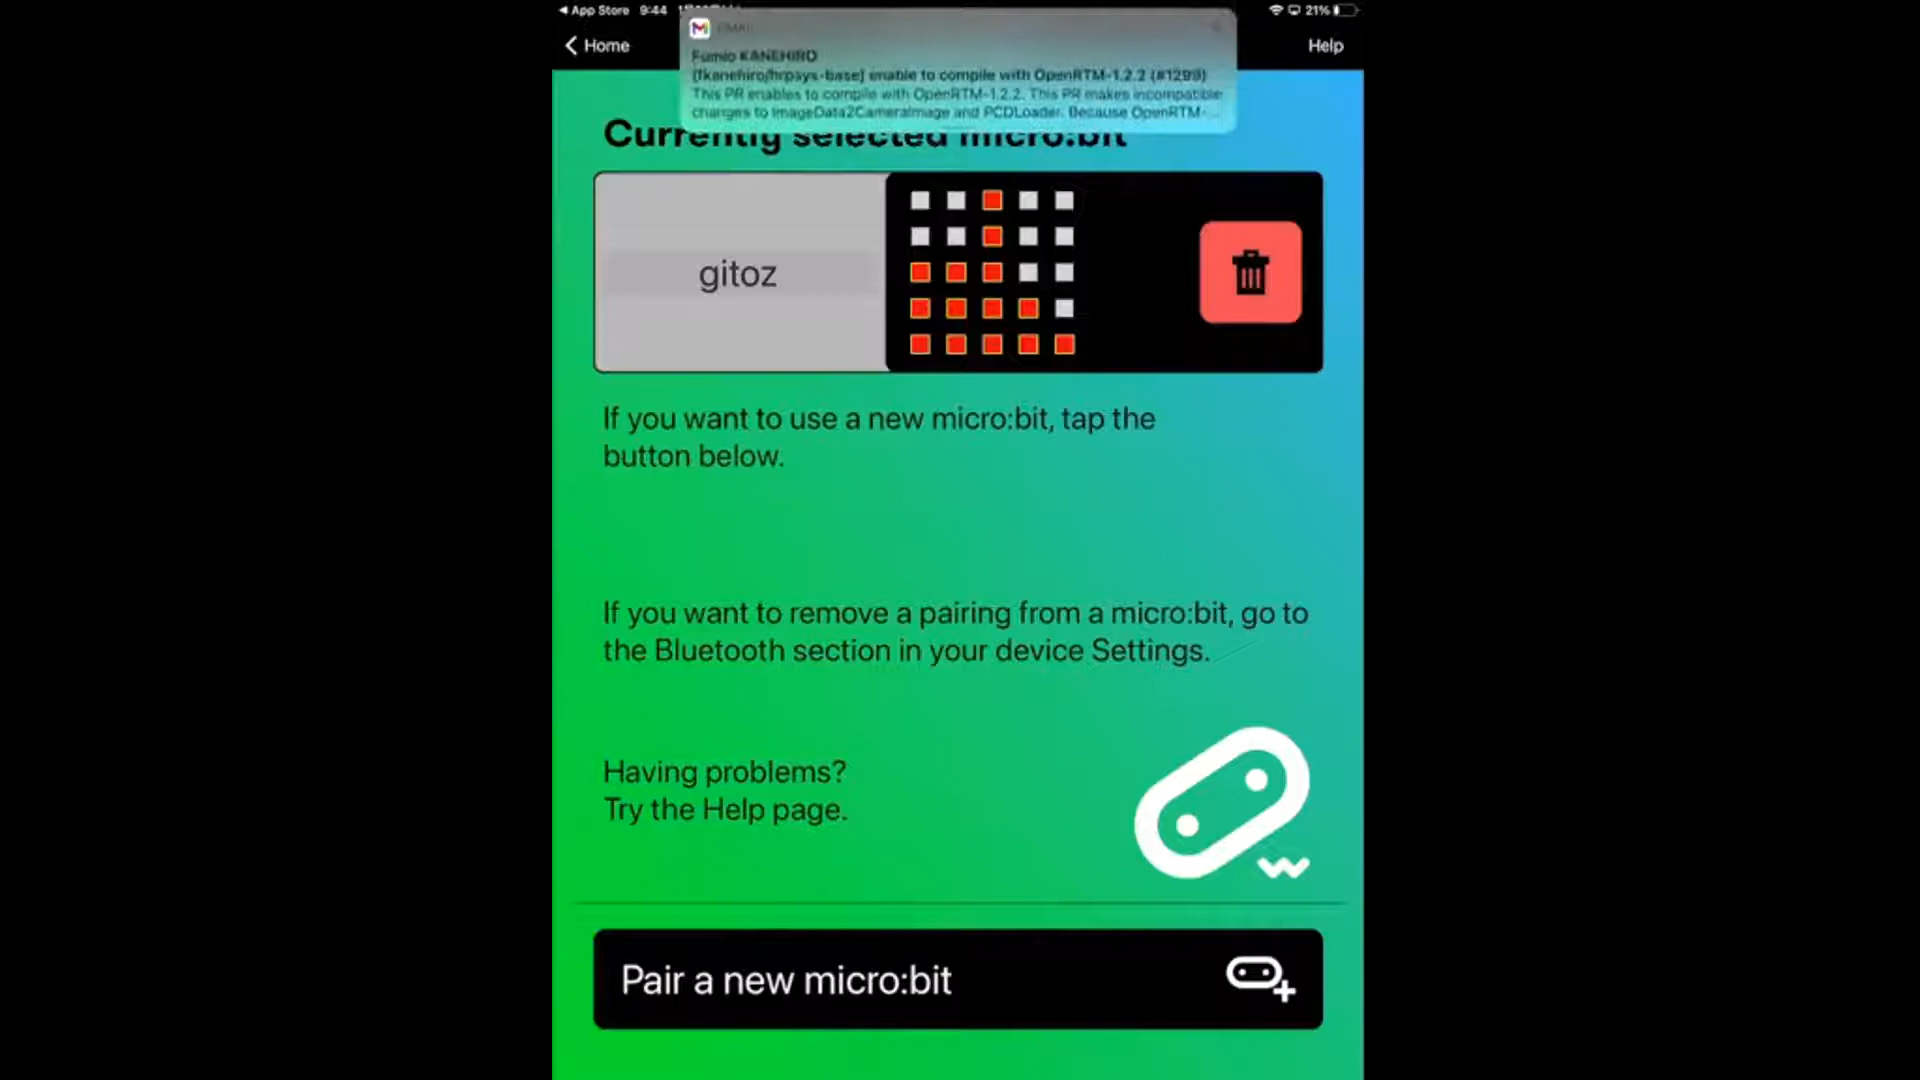 App Store 9:44
21%
Home
Help
Fumio KANEHIRO
[fkanehiro/hrpsys-base] enable to compile with OpenRTM-1.2.2 (#1299)
This PR enables to compile with OpenRTM-1.2.2. This PR makes incompatible
changes to ImageData2CameraImage and PCDLoader. Because OpenRTM-...
Currently selected micro:bit
gitoz
If you want to use a new micro:bit, tap the
button below.
If you want to remove a pairing from a micro:bit, go to
the Bluetooth section in your device Settings.
Having problems?
Try the Help page.
Pair a new micro:bit